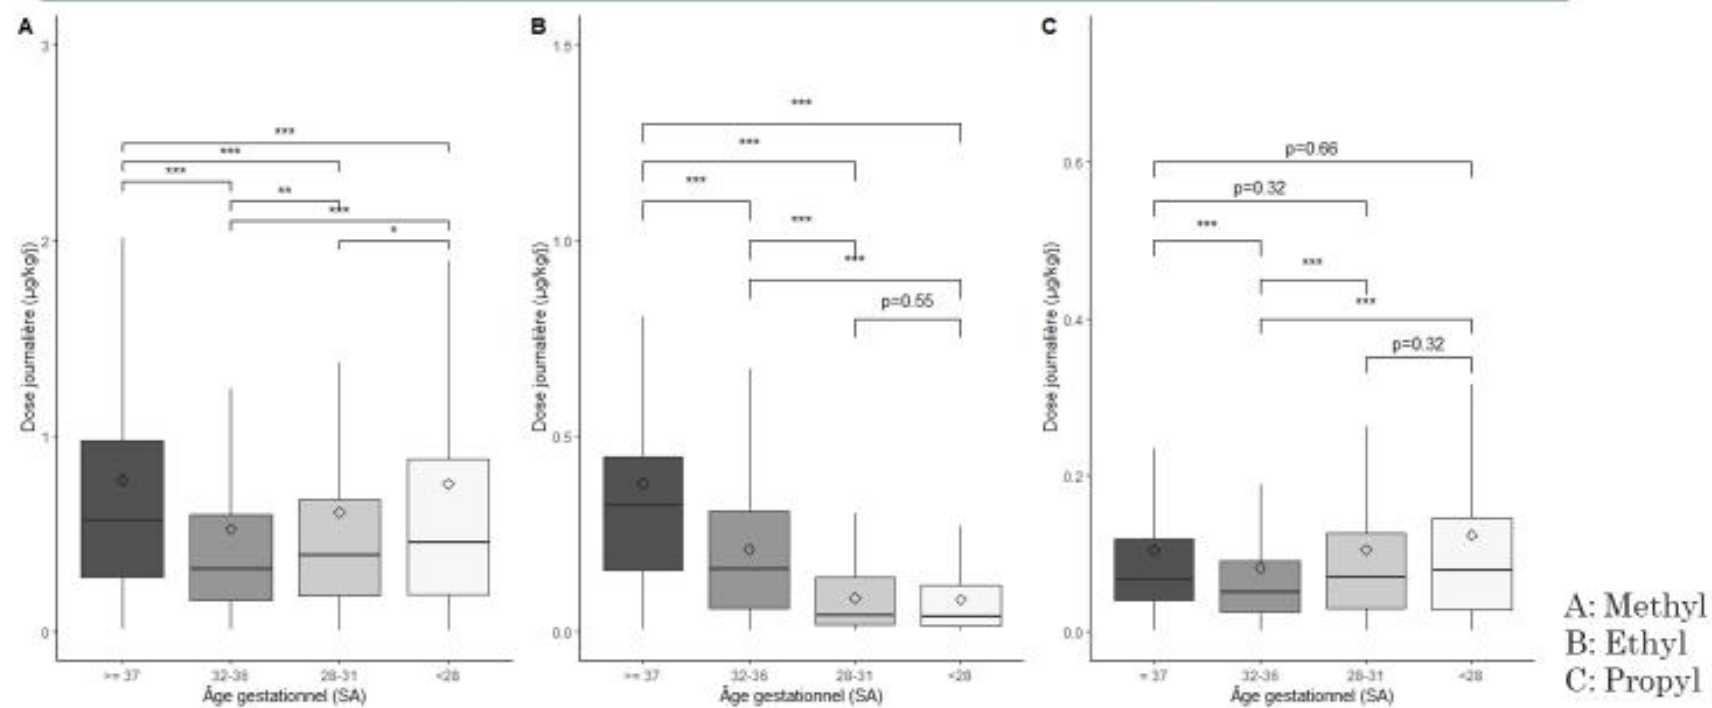 A
3
2
1
0
Dose journalière (µg/kg/j)
***
***
***
**
***
*
>= 37
32-36
28-31
<28
Âge gestationnel (SA)
B
1.5
1.0
0.5
0.0
Dose journalière (µg/kg/j)
***
***
***
***
***
p=0.55
>= 37
32-36
28-31
<28
Âge gestationnel (SA)
C
0.6
0.4
0.2
0.0
Dose journalière (µg/kg/j)
p=0.66
p=0.32
***
***
***
p=0.32
= 37
32-36
28-31
<28
Âge gestationnel (SA)
A: Methyl
B: Ethyl
C: Propyl